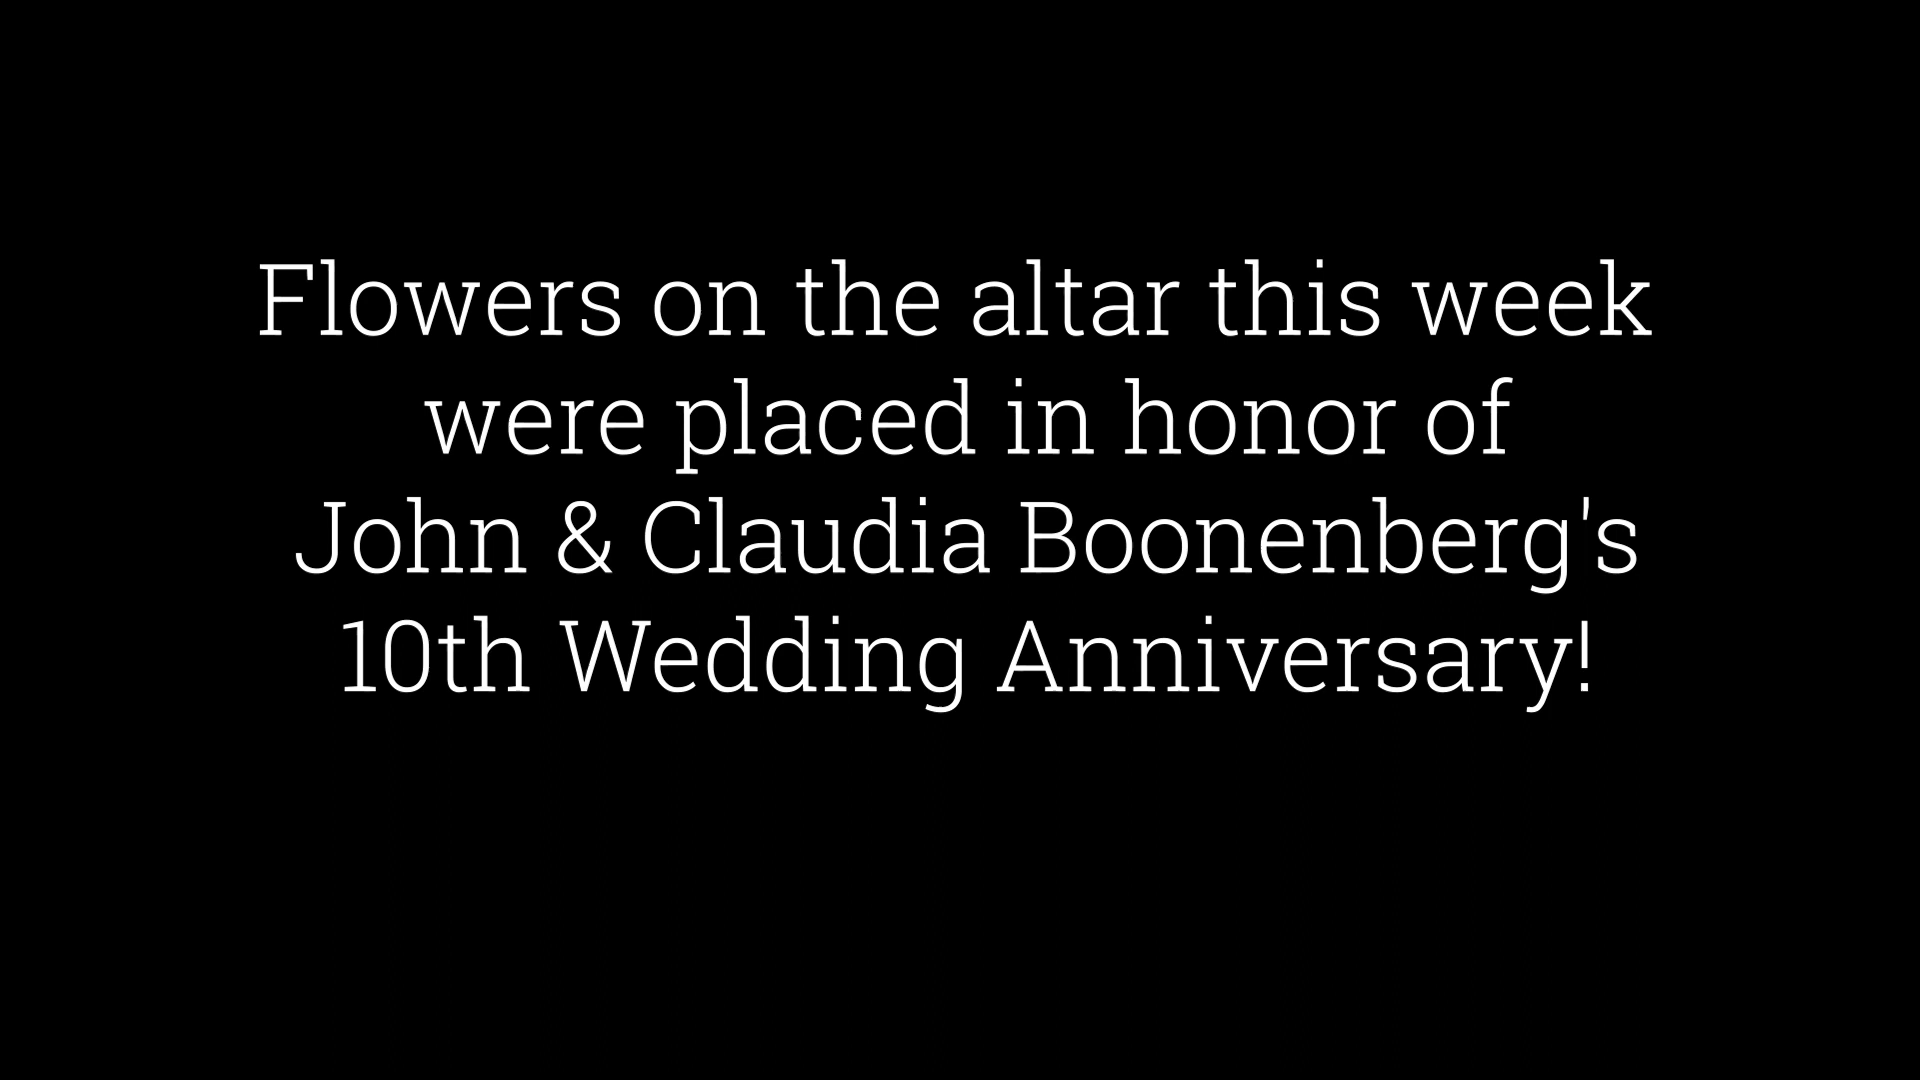 Flowers on the altar this week
were placed in honor of
John & Claudia Boonenberg's
10th Wedding Anniversary!